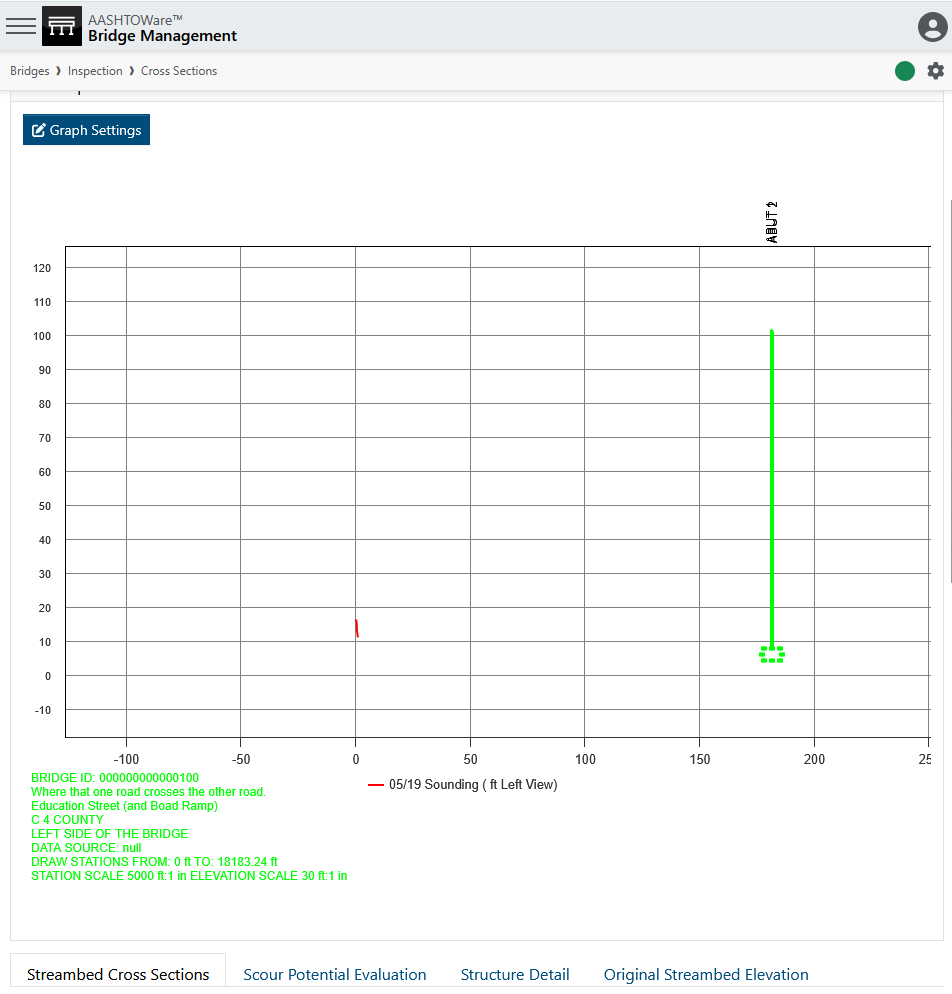 AASHTOWare™
Bridge Management
Bridges › Inspection › Cross Sections
Graph Settings
ABUT 2
120
110
100
90
80
70
60
50
40
30
20
10
0
-10
-100 -50 0 50 100 150 200 25
05/19 Sounding ( ft Left View)
BRIDGE ID: 000000000000100
Where that one road crosses the other road.
Education Street (and Boad Ramp)
C 4 COUNTY
LEFT SIDE OF THE BRIDGE
DATA SOURCE: null
DRAW STATIONS FROM: 0 ft TO: 18183.24 ft
STATION SCALE 5000 ft:1 in ELEVATION SCALE 30 ft:1 in
Streambed Cross Sections Scour Potential Evaluation Structure Detail Original Streambed Elevation